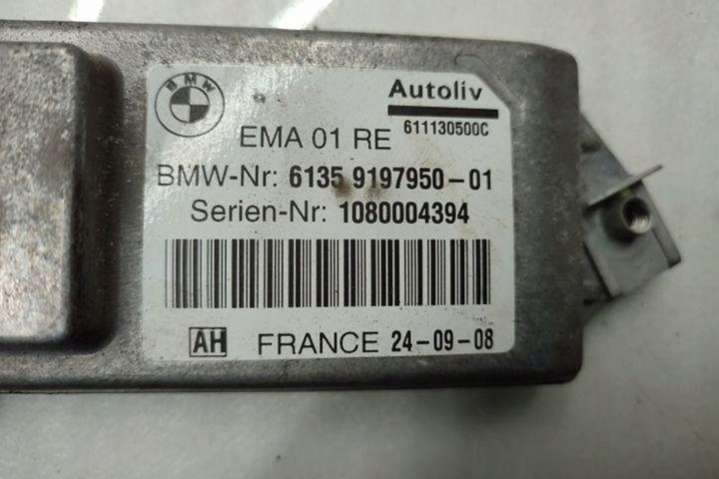 BMW
Autoliv
611130500C
EMA 01 RE
BMW-Nr: 6135 9197950-01
Serien-Nr: 1080004394
AH FRANCE 24-09-08